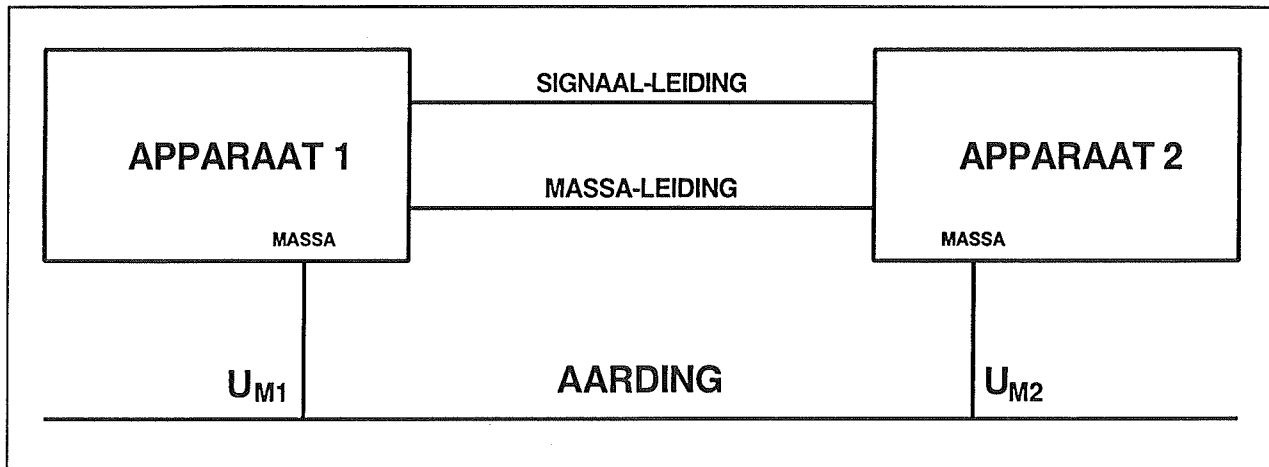 SIGNAAL-LEIDING
APPARAAT 1
APPARAAT 2
MASSA-LEIDING
MASSA
MASSA
UM1
AARDING
UM2